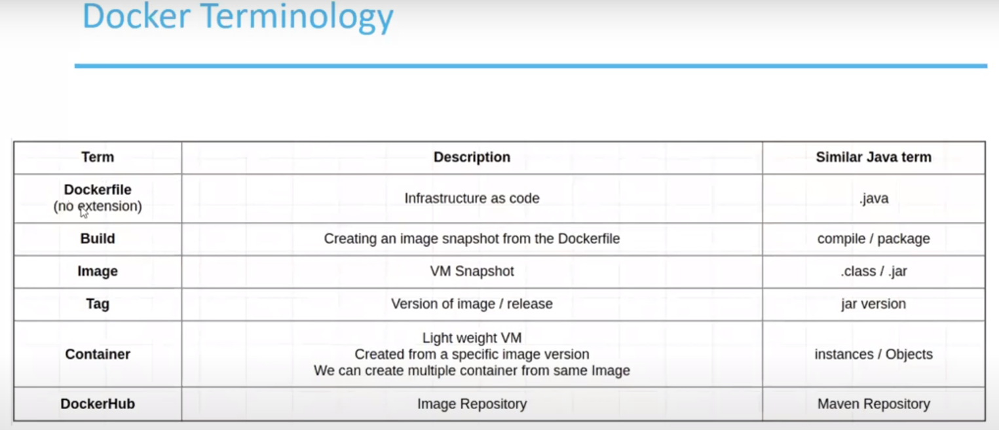 Docker Terminology
Term Description Similar Java term
Dockerfile
(no extension) Infrastructure as code .java
Build Creating an image snapshot from the Dockerfile compile / package
Image VM Snapshot .class / .jar
Tag Version of image / release jar version
Container Light weight VM
Created from a specific image version
We can create multiple container from same Image instances / Objects
DockerHub Image Repository Maven Repository